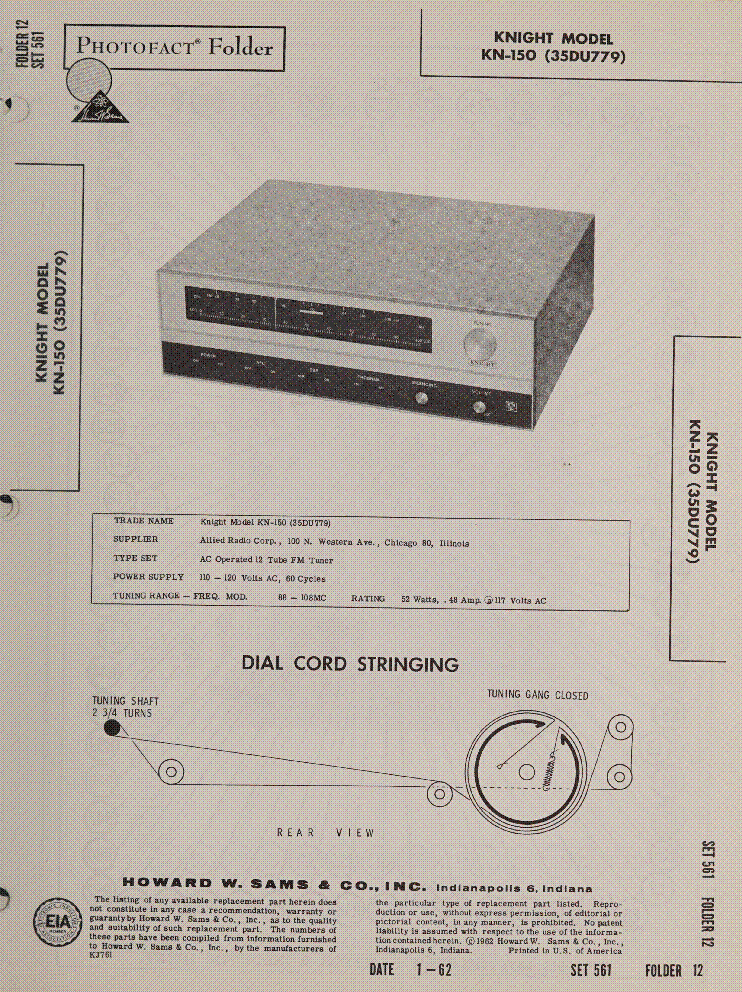 FOLDER 12
SET 561
PHOTOFACT® Folder
KNIGHT MODEL
KN-150 (35DU779)
KNIGHT MODEL
KN-150 (35DU779)
KNIGHT MODEL
KN-150 (35DU779)
TRADE NAME Knight Model KN-150 (35DU779)
SUPPLIER Allied Radio Corp., 100 N. Western Ave., Chicago 80, Illinois
TYPE SET AC Operated 12 Tube FM Tuner
POWER SUPPLY 110 — 120 Volts AC, 60 Cycles
TUNING RANGE — FREQ. MOD. 88 — 108MC RATING 52 Watts, .48 Amp. @ 117 Volts AC
DIAL CORD STRINGING
TUNING SHAFT
2 3/4 TURNS
TUNING GANG CLOSED
REAR VIEW
HOWARD W. SAMS & CO., INC. Indianapolis 6, Indiana
EIA
The listing of any available replacement part herein does
not constitute in any case a recommendation, warranty or
guaranty by Howard W. Sams & Co., Inc., as to the quality
and suitability of such replacement part. The numbers of
these parts have been compiled from information furnished
to Howard W. Sams & Co., Inc., by the manufacturers of
KJ761
the particular type of replacement part listed. Repro-
duction or use, without express permission, of editorial or
pictorial content, in any manner, is prohibited. No patent
liability is assumed with respect to the use of the informa-
tion contained herein. © 1962 Howard W. Sams & Co., Inc.,
Indianapolis 6, Indiana. Printed in U.S. of America
SET 561 FOLDER 12
DATE 1-62 SET 561 FOLDER 12